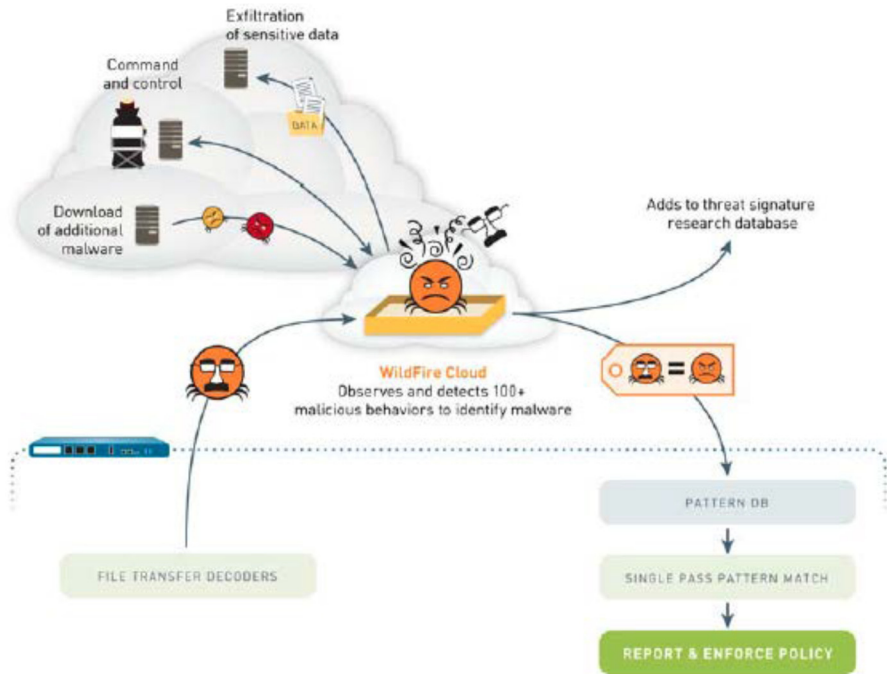 Exfiltration
of sensitive data
Command
and control
DATA
Download
of additional
malware
Adds to threat signature
research database
WildFire Cloud
Observes and detects 100+
malicious behaviors to identify malware
=
PATTERN DB
FILE TRANSFER DECODERS
SINGLE PASS PATTERN MATCH
REPORT & ENFORCE POLICY